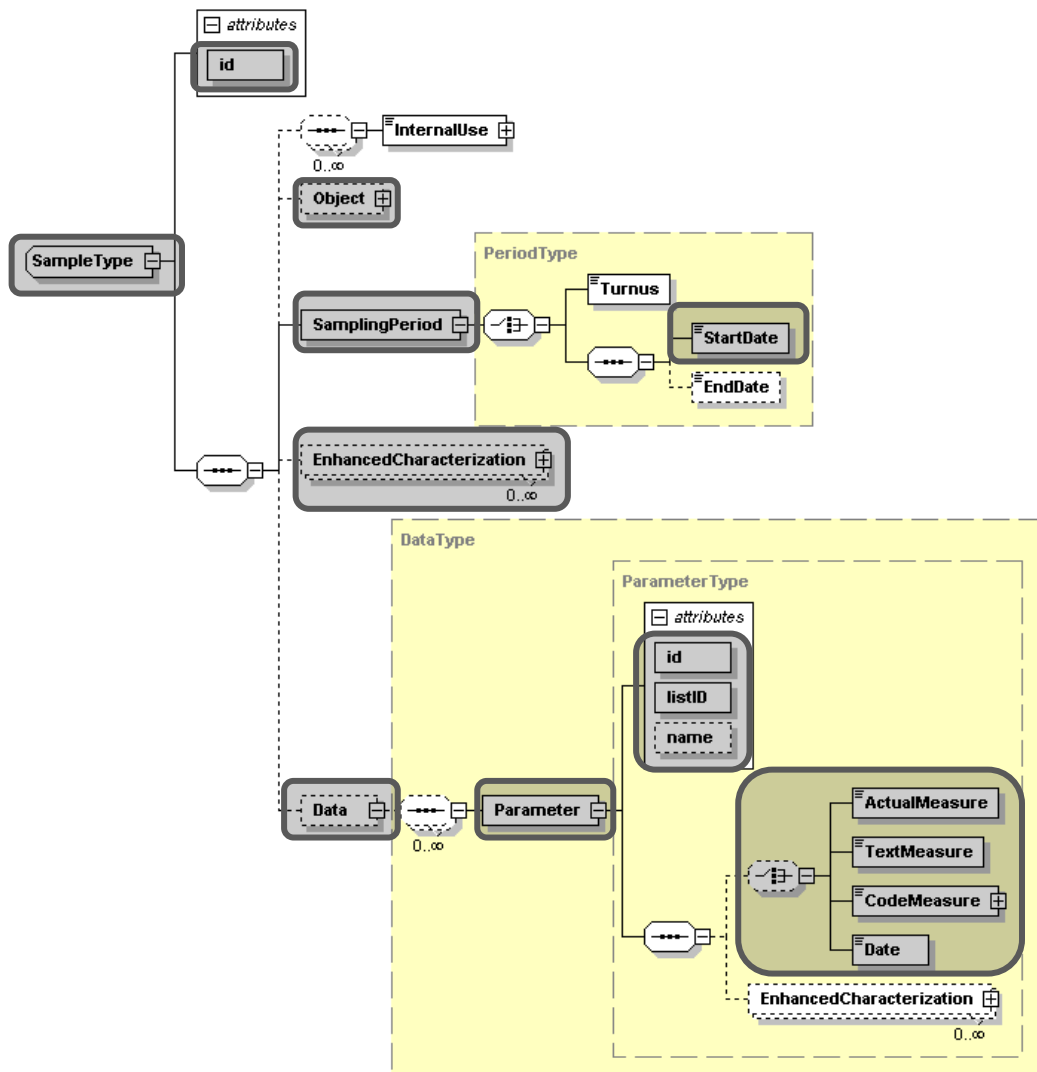 attributes
id
InternalUse
0..∞
Object
SampleType
PeriodType
Turnus
SamplingPeriod
StartDate
EndDate
EnhancedCharacterization
0..∞
DataType
ParameterType
attributes
id
listID
name
ActualMeasure
Data
Parameter
0..∞
TextMeasure
CodeMeasure
Date
EnhancedCharacterization
0..∞